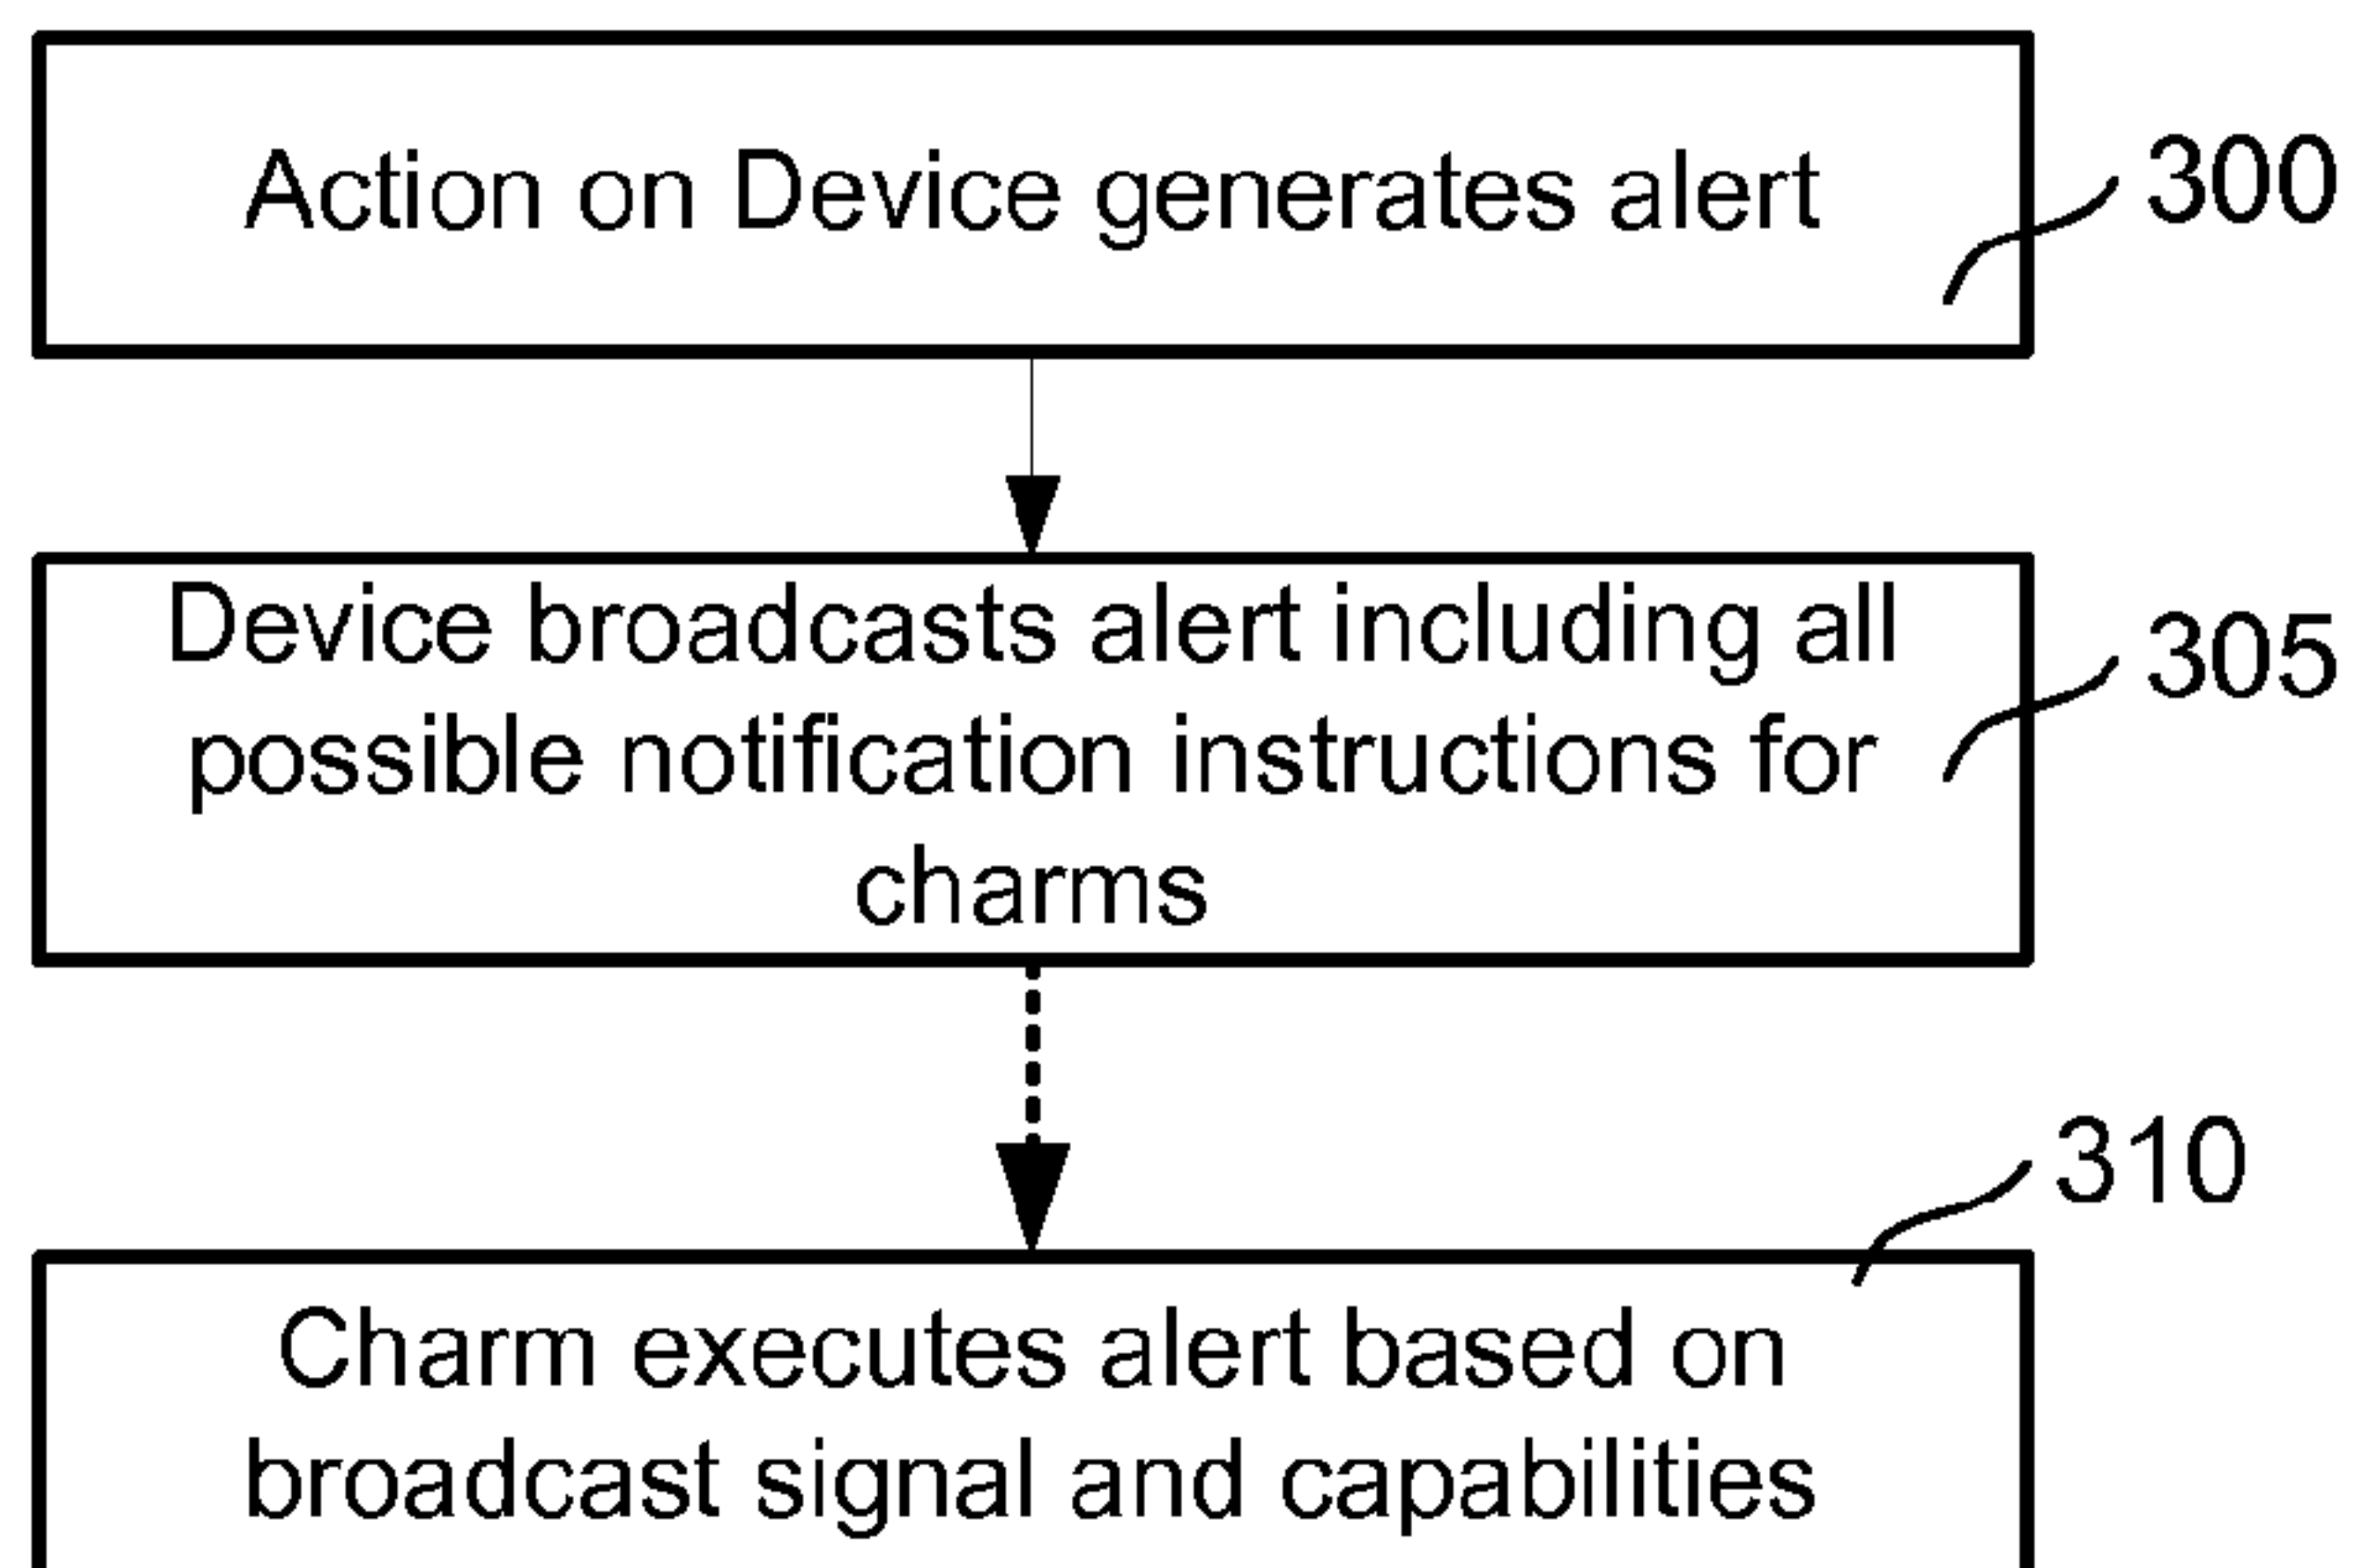 Action on Device generates alert
300
Device broadcasts alert including all
possible notification instructions for
charms
305
310
Charm executes alert based on
broadcast signal and capabilities